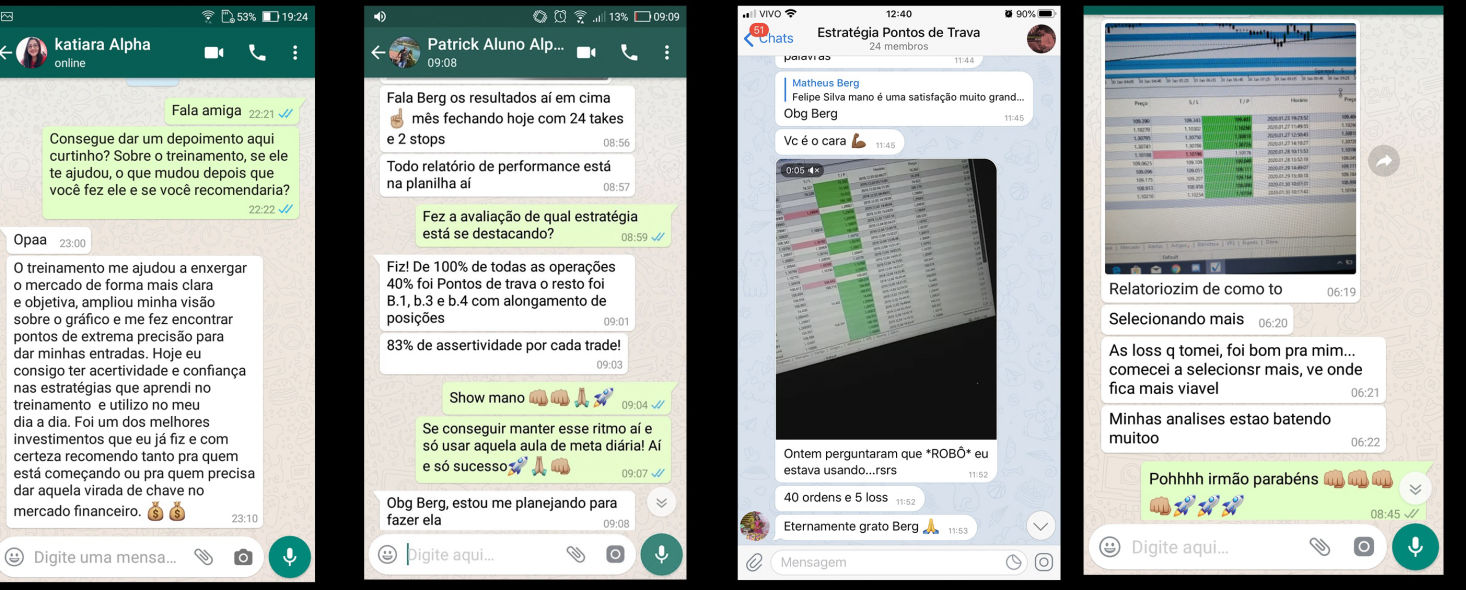 53% 19:24
katiara Alpha
online
Fala amiga 22:21
Consegue dar um depoimento aqui
curtinho? Sobre o treinamento, se ele
te ajudou, o que mudou depois que
você fez ele e se você recomendaria?
22:22
Opaa 23:00
O treinamento me ajudou a enxergar
o mercado de forma mais clara
e objetiva, ampliou minha visão
sobre o gráfico e me fez encontrar
pontos de extrema precisão para
dar minhas entradas. Hoje eu
consigo ter acertividade e confiança
nas estratégias que aprendi no
treinamento e utilizo no meu
dia a dia. Foi um dos melhores
investimentos que eu já fiz e com
certeza recomendo tanto pra quem
está começando ou pra quem precisa
dar aquela virada de chave no
mercado financeiro. 💰 💰
23:10
Digite uma mensa...
13% 09:09
Patrick Aluno Alp...
09:08
Fala Berg os resultados aí em cima
☝🏼 mês fechando hoje com 24 takes
e 2 stops 08:56
Todo relatório de performance está
na planilha aí 08:57
Fez a avaliação de qual estratégia
está se destacando? 08:59
Fiz! De 100% de todas as operações
40% foi Pontos de trava o resto foi
B.1, b.3 e b.4 com alongamento de
posições 09:01
83% de assertividade por cada trade!
09:03
Show mano 👊🏼👊🏼🙏🏼🚀 09:04
Se conseguir manter esse ritmo aí e
só usar aquela aula de meta diária! Aí
e só sucesso🚀🙏🏼👊🏼 09:07
Obg Berg, estou me planejando para
fazer ela 09:08
Digite aqui...
VIVO 12:40 90%
51
Chats
Estratégia Pontos de Trava
24 membros
palavras 11:44
Matheus Berg
Felipe Silva mano é uma satisfação muito grand...
Obg Berg 11:45
Vc é o cara 💪🏾 11:45
0:05
Ontem perguntaram que *ROBÔ* eu
estava usando...rsrs 11:52
40 ordens e 5 loss 11:52
Eternamente grato Berg 🙏 11:53
Mensagem
Preço S / L T / P Horário Preço
Relatoriozim de como to 06:19
Selecionando mais 06:20
As loss q tomei, foi bom pra mim...
comecei a selecionsr mais, ve onde
fica mais viavel 06:21
Minhas analises estao batendo
muitoo 06:22
Pohhhh irmão parabéns 👊🏼👊🏼👊🏼
👊🏼🚀🚀🚀 08:45
Digite aqui...